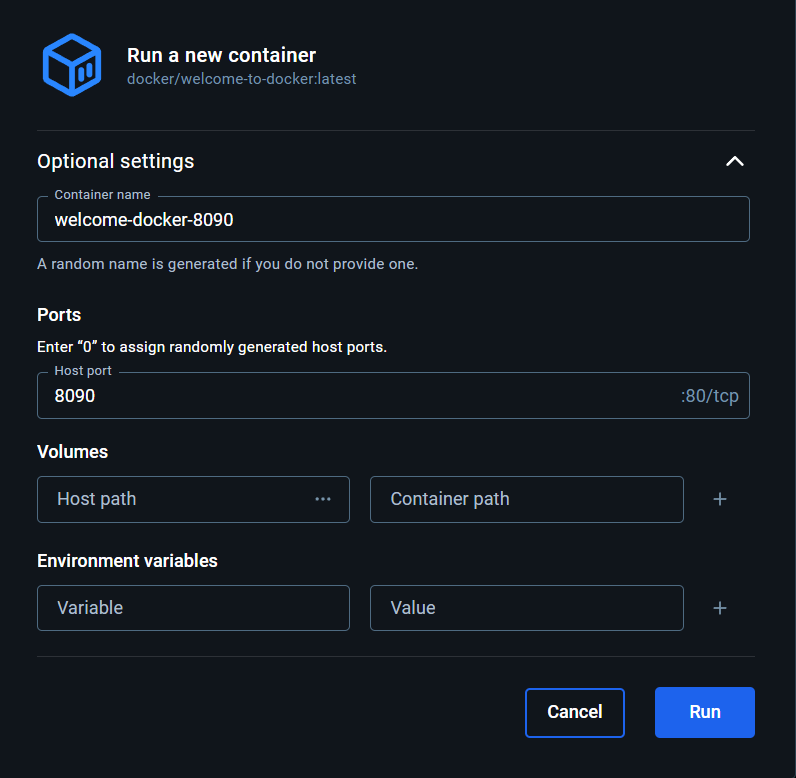 Run a new container
docker/welcome-to-docker:latest
Optional settings
Container name
welcome-docker-8090
A random name is generated if you do not provide one.
Ports
Enter “0” to assign randomly generated host ports.
Host port
8090 :80/tcp
Volumes
Host path ··· Container path +
Environment variables
Variable Value +
Cancel Run